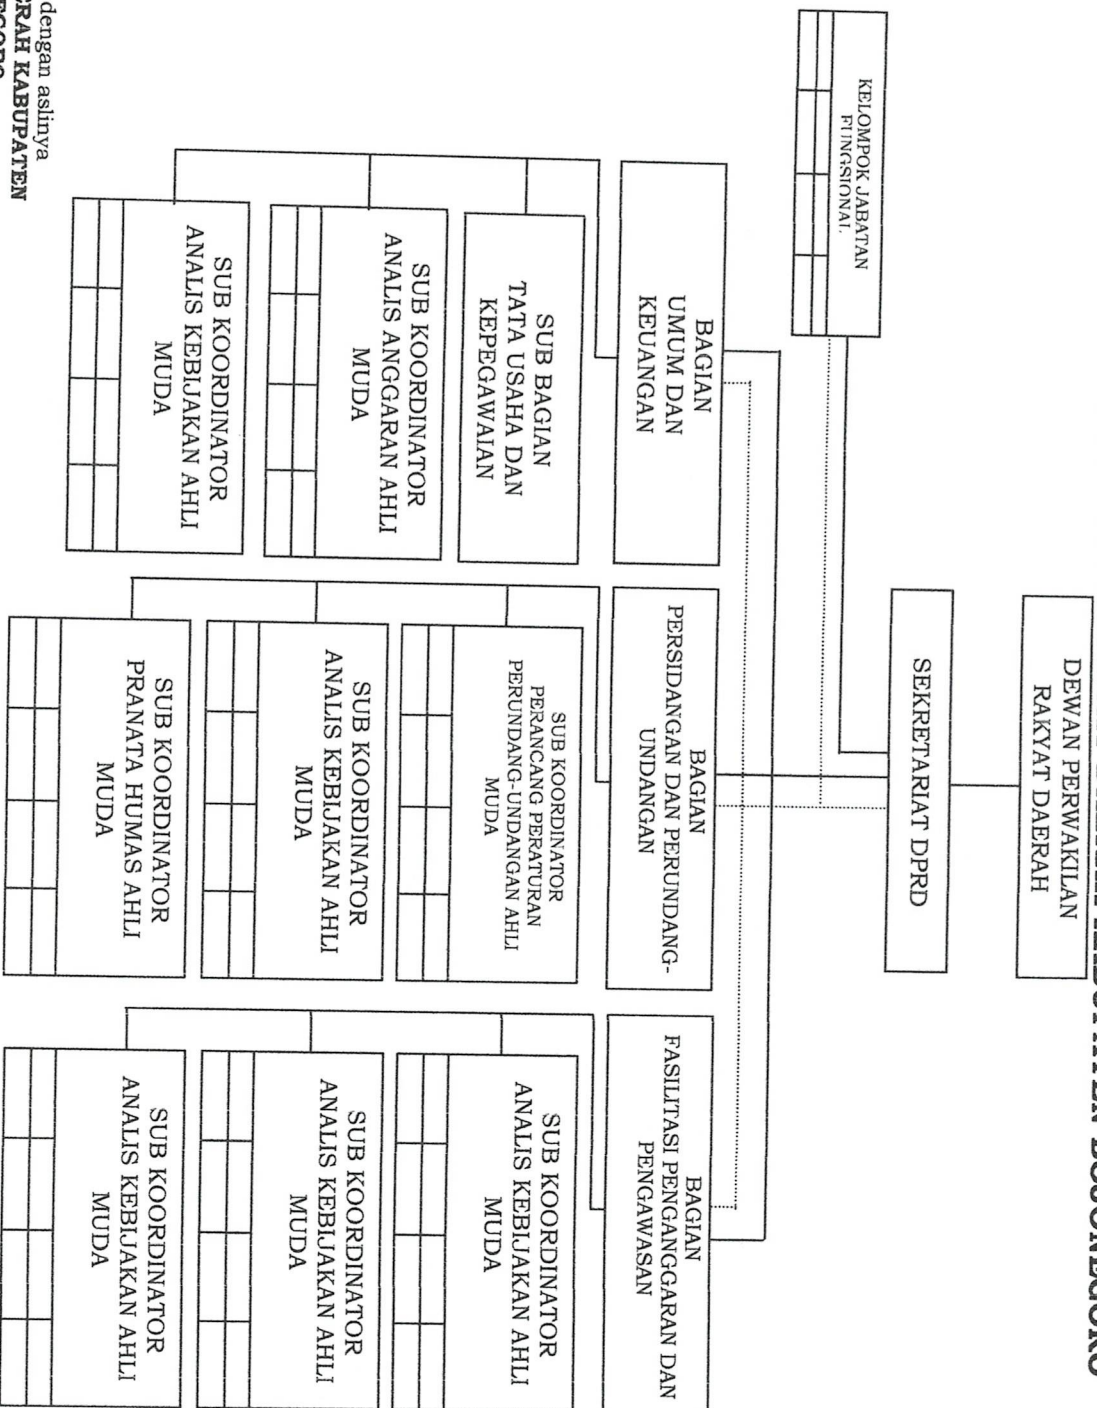 KABUPATEN BOJONEGORO
DEWAN PERWAKILAN
RAKYAT DAERAH
SEKRETARIAT DPRD
KELOMPOK JABATAN
FUNGSIONAL
BAGIAN
UMUM DAN
KEUANGAN
SUB BAGIAN
TATA USAHA DAN
KEPEGAWAIAN
SUB KOORDINATOR
ANALIS ANGGARAN AHLI
MUDA
SUB KOORDINATOR
ANALIS KEBIJAKAN AHLI
MUDA
BAGIAN
PERSIDANGAN DAN PERUNDANG-
UNDANGAN
SUB KOORDINATOR
PERANCANG PERATURAN
PERUNDANG-UNDANGAN AHLI
MUDA
SUB KOORDINATOR
ANALIS KEBIJAKAN AHLI
MUDA
SUB KOORDINATOR
PRANATA HUMAS AHLI
MUDA
BAGIAN
FASILITASI PENGANGGARAN DAN
PENGAWASAN
SUB KOORDINATOR
ANALIS KEBIJAKAN AHLI
MUDA
SUB KOORDINATOR
ANALIS KEBIJAKAN AHLI
MUDA
SUB KOORDINATOR
ANALIS KEBIJAKAN AHLI
MUDA
dengan aslinya
KABUPATEN